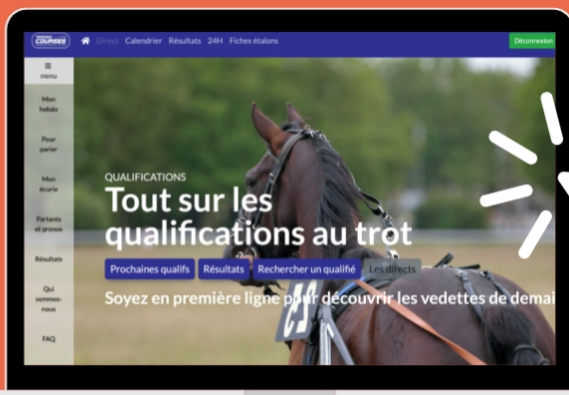 COURSES
Direct Calendrier Résultats 24H Fiches étalons
Déconnexion
menu
Mon
hebdo
Pour
parier
Mon
écurie
Partants
et pronos
Résultats
Qui
sommes-
nous
FAQ
QUALIFICATIONS
Tout sur les
qualifications au trot
Prochaines qualifs Résultats Rechercher un qualifié Les directs
Soyez en première ligne pour découvrir les vedettes de demai